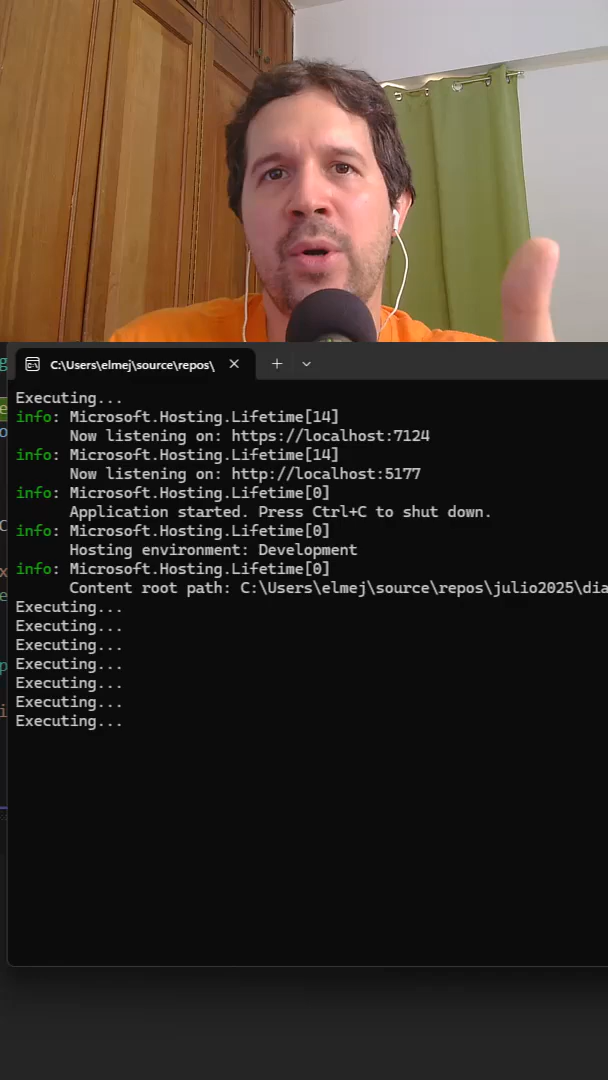 C:\Users\elmej\source\repos\
Executing...
info: Microsoft.Hosting.Lifetime[14]
Now listening on: https://localhost:7124
info: Microsoft.Hosting.Lifetime[14]
Now listening on: http://localhost:5177
info: Microsoft.Hosting.Lifetime[0]
Application started. Press Ctrl+C to shut down.
info: Microsoft.Hosting.Lifetime[0]
Hosting environment: Development
info: Microsoft.Hosting.Lifetime[0]
Content root path: C:\Users\elmej\source\repos\julio2025\dia
Executing...
Executing...
Executing...
Executing...
Executing...
Executing...
Executing...